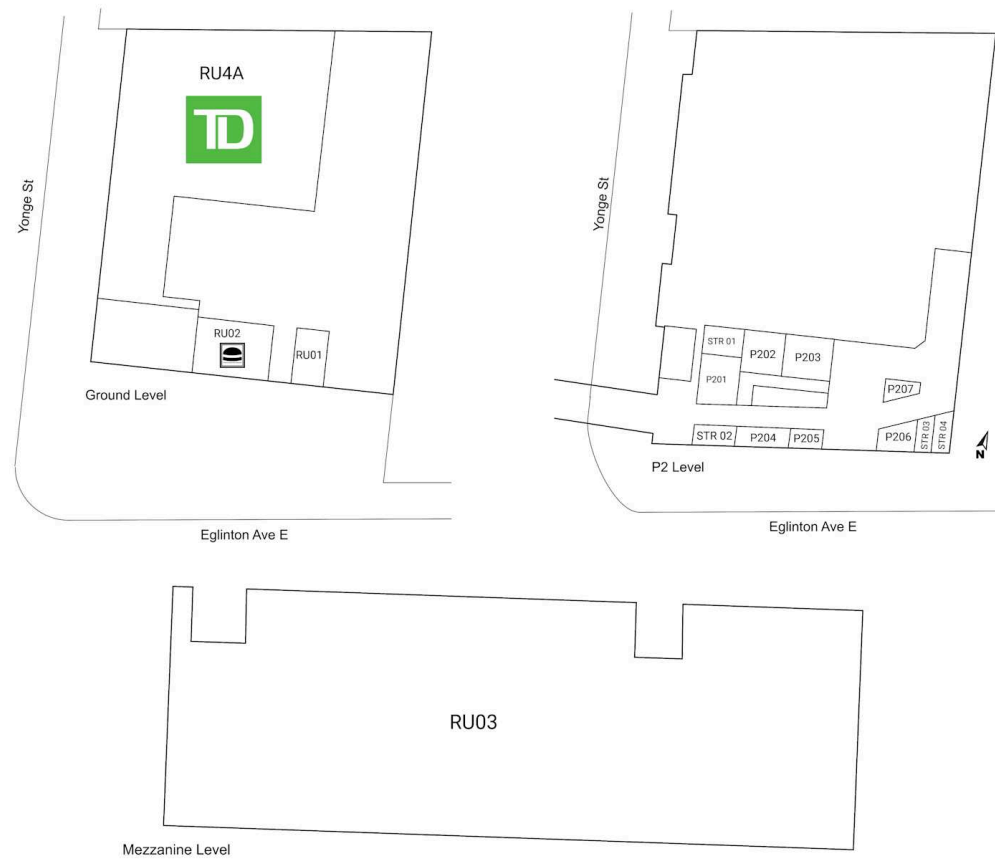 RU4A
TD
Yonge St
RU02
RU01
Ground Level
Eglinton Ave E
Yonge St
STR 01
P202
P203
P201
P207
STR 02
P204
P205
P206
STR 03
STR 04
P2 Level
N
Eglinton Ave E
RU03
Mezzanine Level